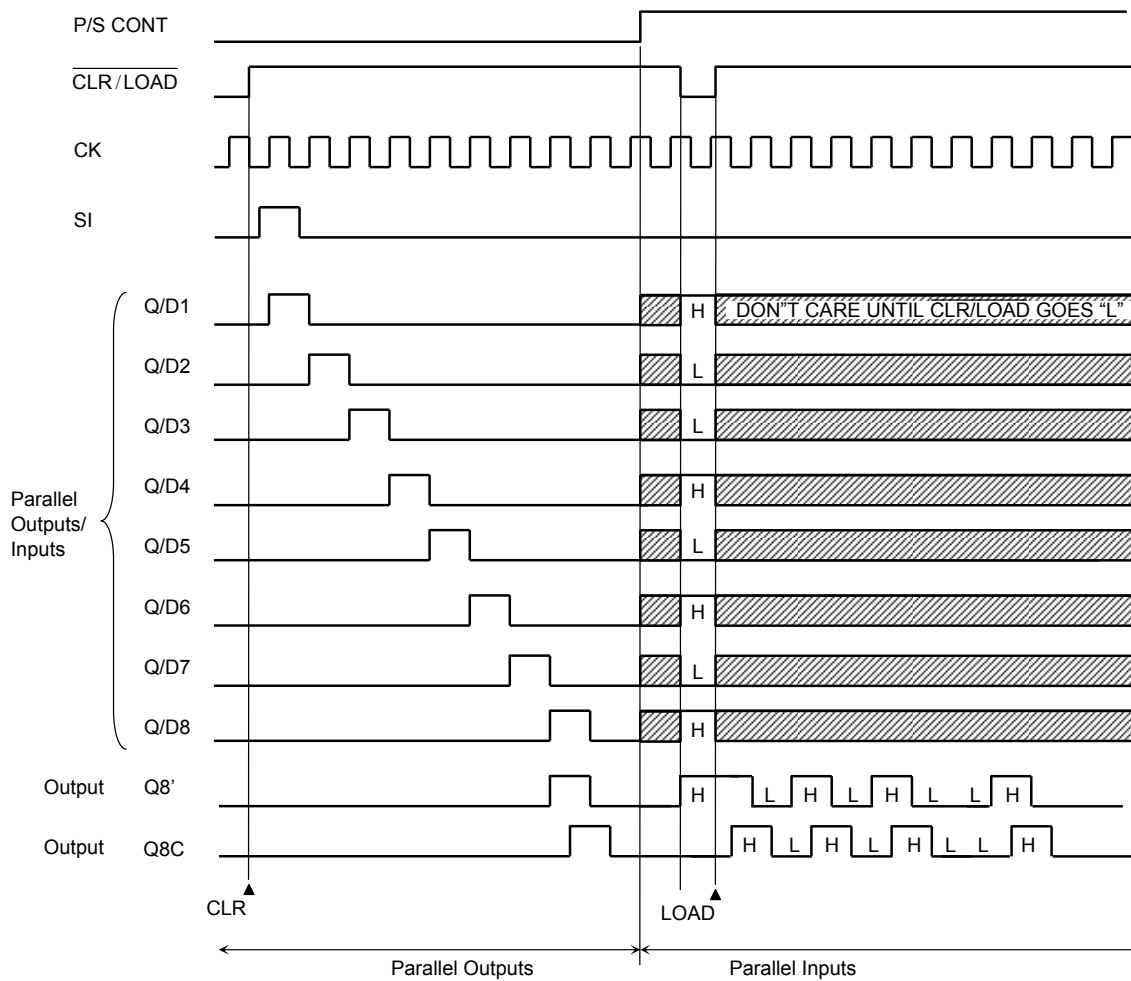 P/S CONT
CLR/LOAD
CK
SI
Q/D1 H DON"T CARE UNTIL CLR/LOAD GOES “L”
Q/D2 L
Q/D3 L
Q/D4 H
Parallel
Outputs/
Inputs
Q/D5 L
Q/D6 H
Q/D7 L
Q/D8 H
Output Q8’ H L H L H L L H
Output Q8C H L H L H L L H
CLR LOAD
Parallel Outputs Parallel Inputs